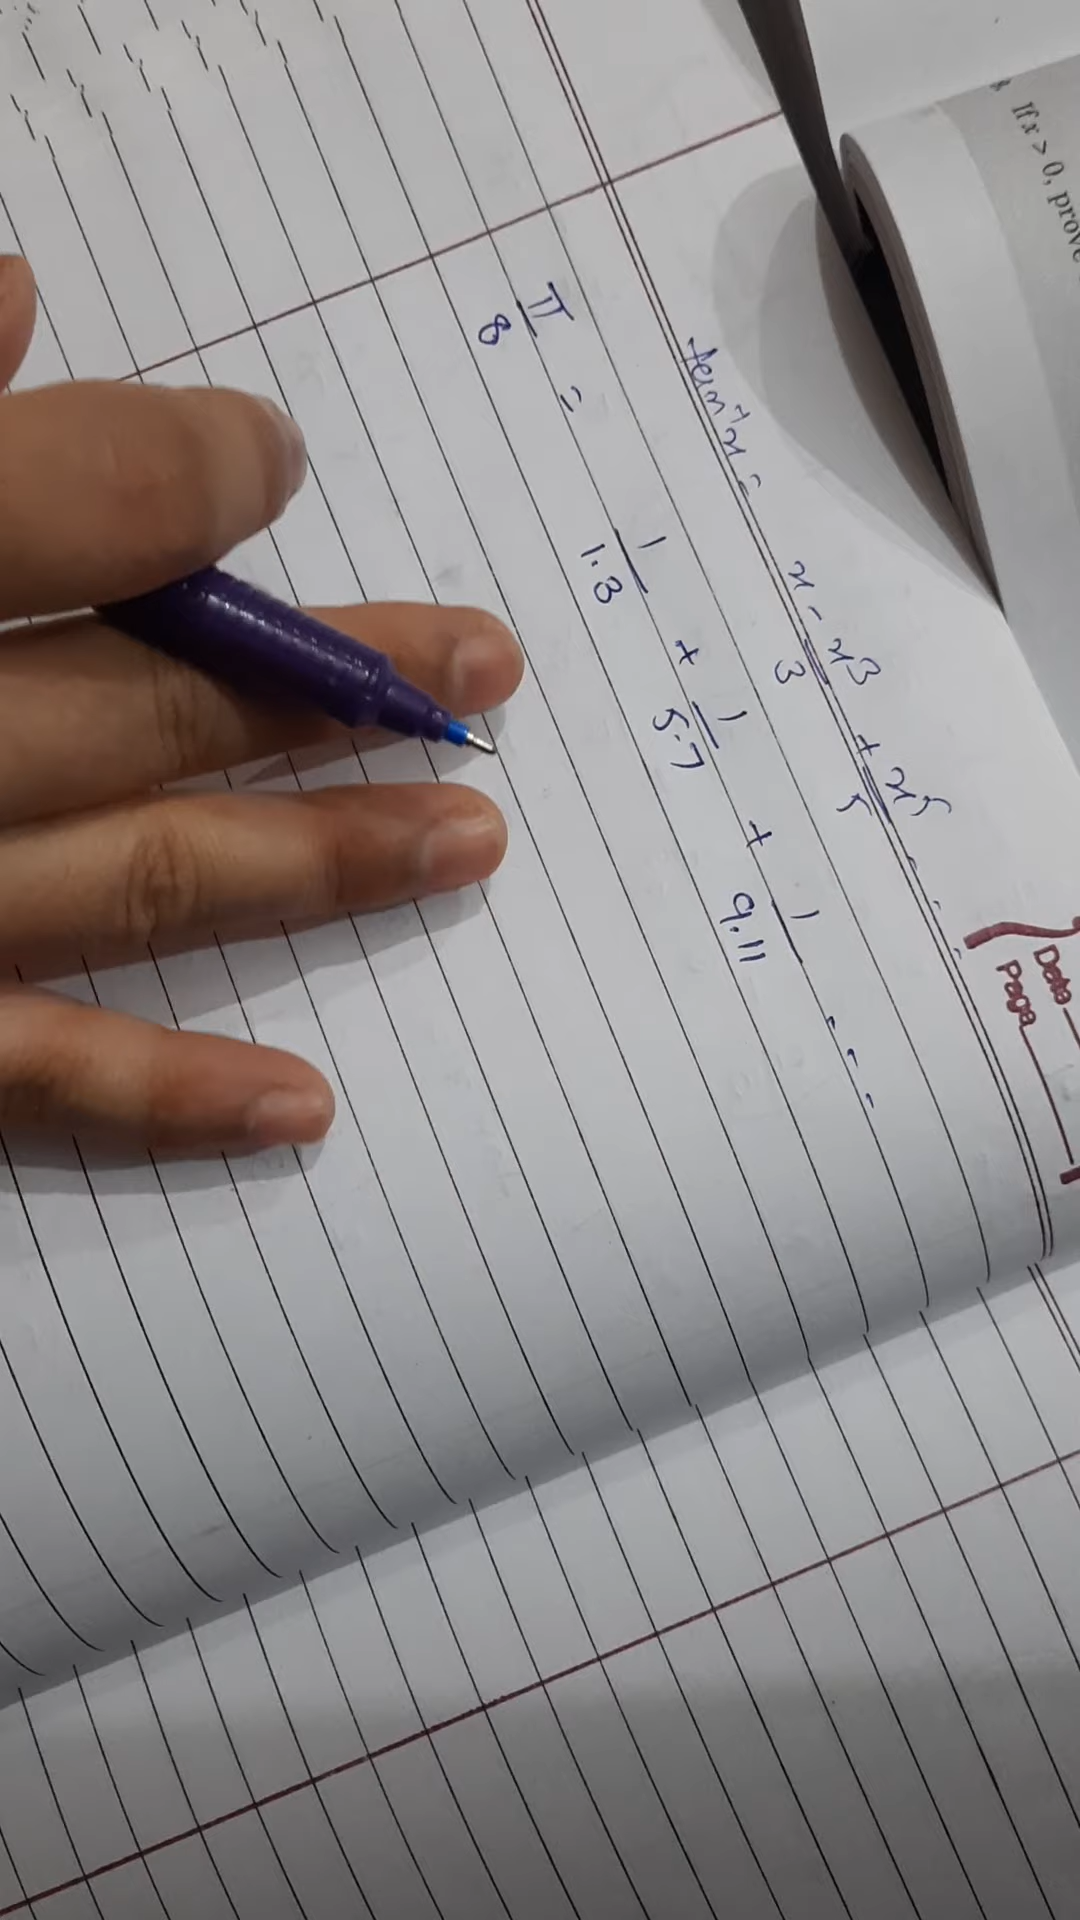 If x > 0, prove
Date
Page
tan⁻¹x = x - x³/3 + x⁵/5 - - -
π/8 = 1/1.3 + 1/5.7 + 1/9.11 - - -